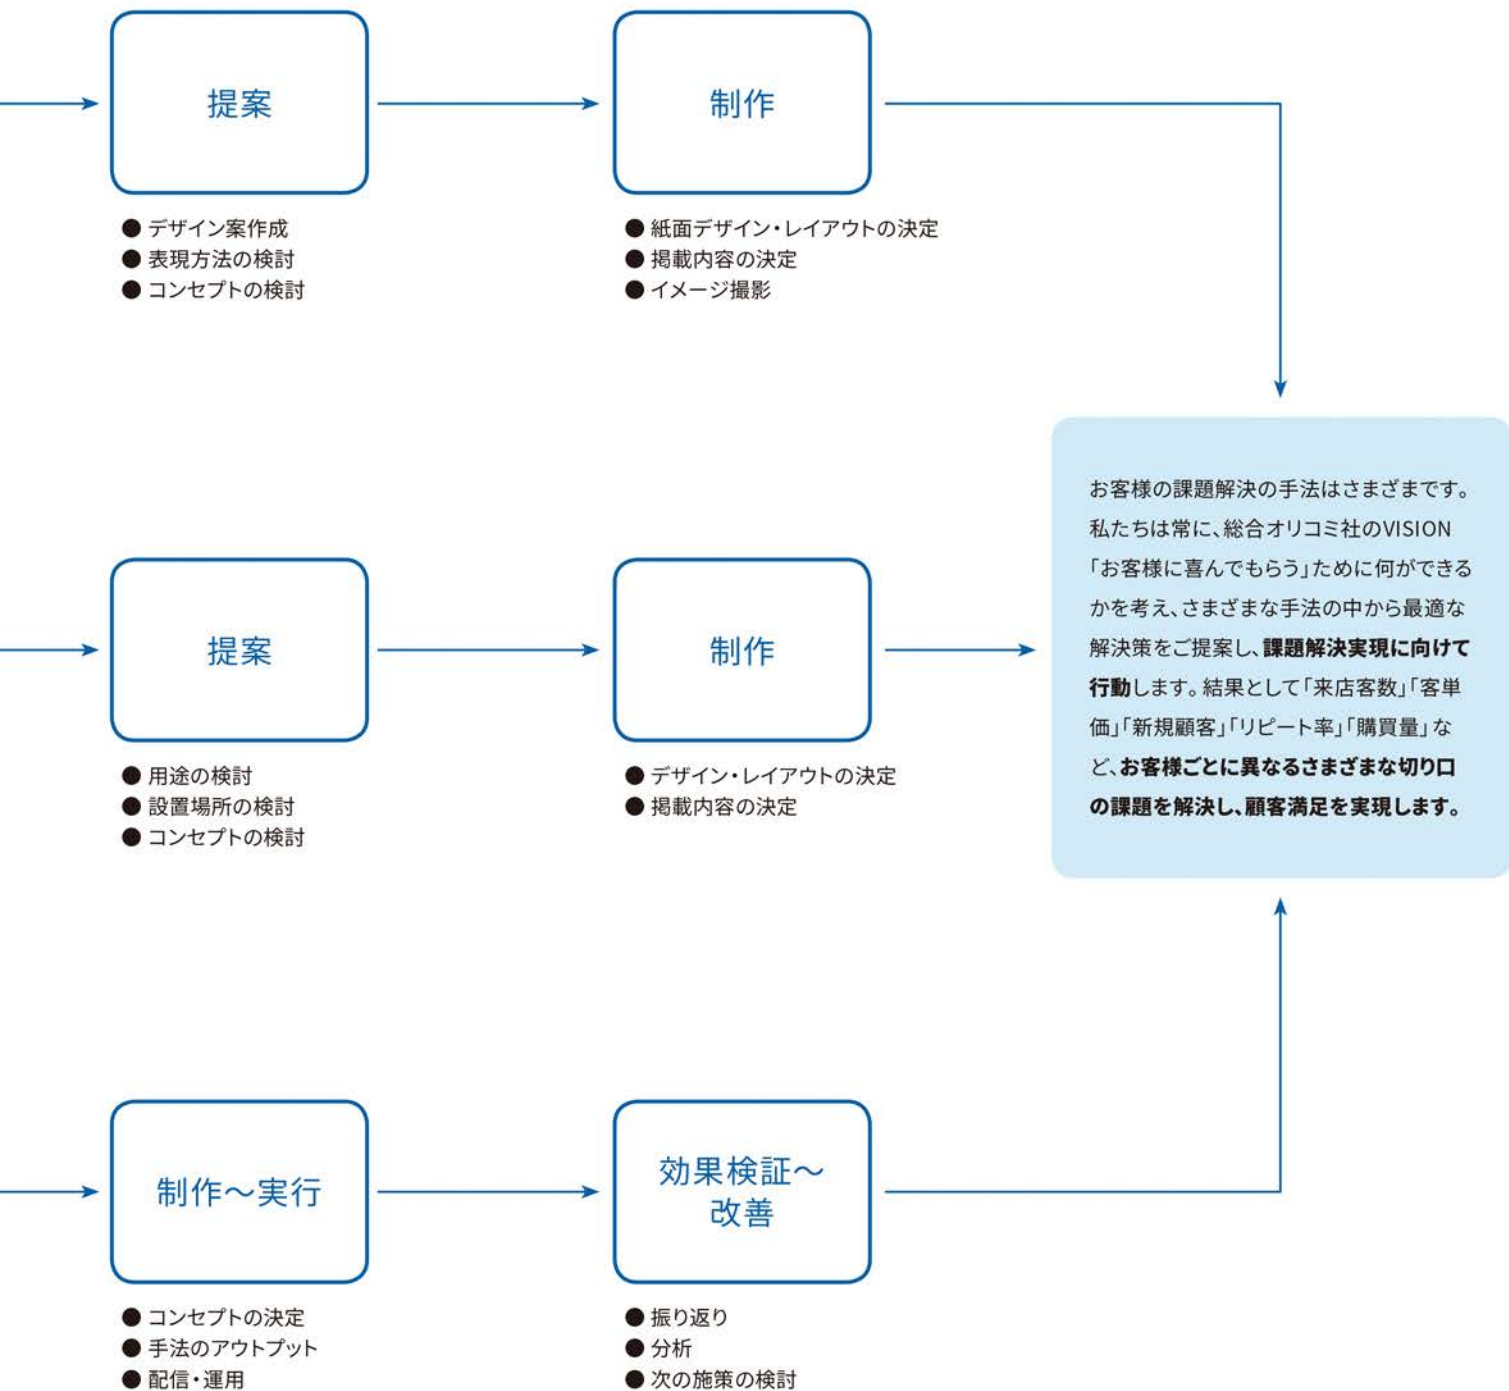 提案
● デザイン案作成
● 表現方法の検討
● コンセプトの検討
制作
● 紙面デザイン・レイアウトの決定
● 掲載内容の決定
● イメージ撮影
提案
● 用途の検討
● 設置場所の検討
● コンセプトの検討
制作
● デザイン・レイアウトの決定
● 掲載内容の決定
制作～実行
● コンセプトの決定
● 手法のアウトプット
● 配信・運用
効果検証～
改善
● 振り返り
● 分析
● 次の施策の検討
お客様の課題解決の手法はさまざまです。
私たちは常に、総合オリコミ社のVISION
「お客様に喜んでもらう」ために何ができる
かを考え、さまざまな手法の中から最適な
解決策をご提案し、課題解決実現に向けて
行動します。結果として「来店客数」「客単
価」「新規顧客」「リピート率」「購買量」な
ど、お客様ごとに異なるさまざまな切り口
の課題を解決し、顧客満足を実現します。